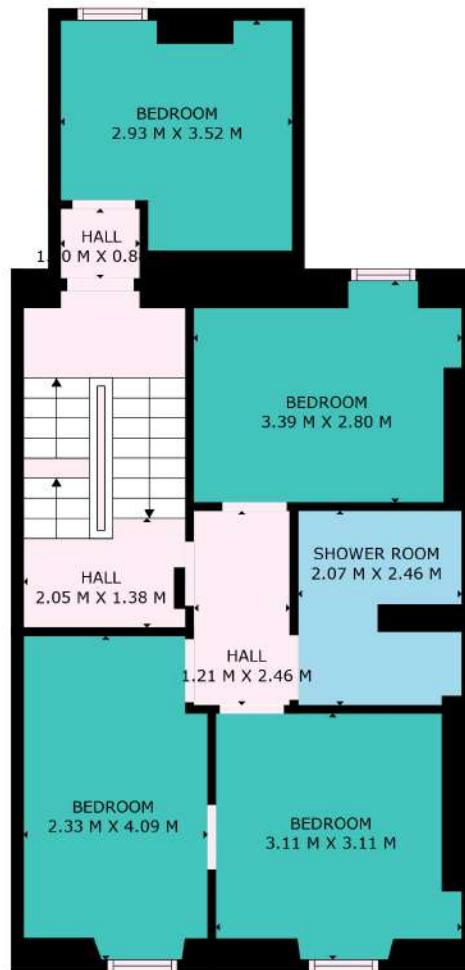 BEDROOM
2.93 M X 3.52 M
HALL
M X
BEDROOM
3.39 M X 2.80 M
SHOWER ROOM
2.07 M X 2.46 M
HALL
2.05 M X 1.38 M
HALL
1.21 M X 2.46 M
BEDROOM
2.33 M X 4.09 M
BEDROOM
3.11 M X 3.11 M